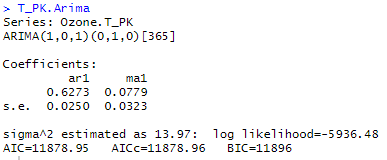 > T_PK.Arima
Series: Ozone.T_PK
ARIMA(1,0,1)(0,1,0)[365]
Coefficients:
ar1 ma1
0.6273 0.0779
s.e. 0.0250 0.0323
sigma^2 estimated as 13.97: log likelihood=-5936.48
AIC=11878.95 AICc=11878.96 BIC=11896